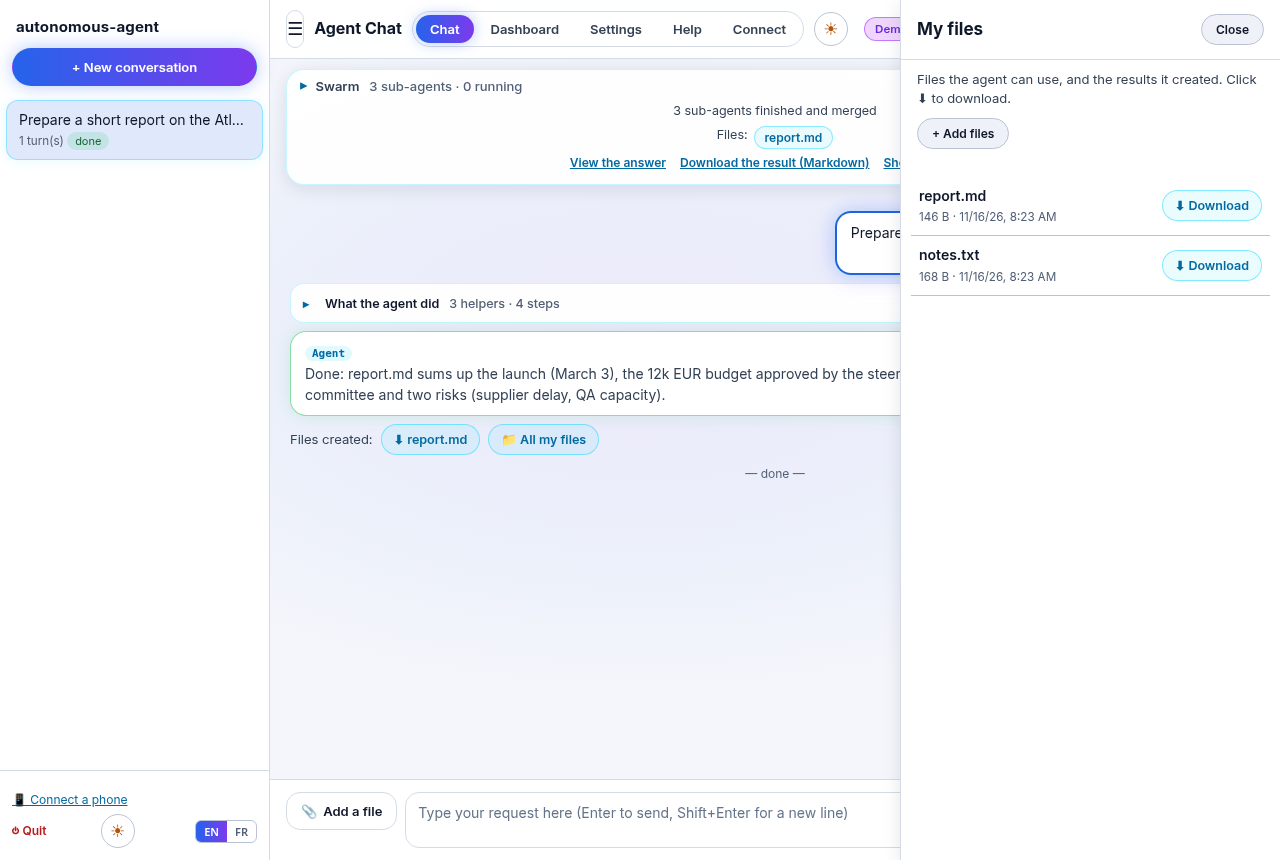 autonomous-agent
+ New conversation
Prepare a short report on the Atl...
1 turn(s) done
📱 Connect a phone
Quit
EN FR
☰ Agent Chat Chat Dashboard Settings Help Connect
▶ Swarm 3 sub-agents · 0 running
3 sub-agents finished and merged
Files: report.md
View the answer Download the result (Markdown)
Prepare
▶ What the agent did 3 helpers · 4 steps
Agent
Done: report.md sums up the launch (March 3), the 12k EUR budget approved by the steer
committee and two risks (supplier delay, QA capacity).
Files created: ⬇ report.md 📁 All my files
— done —
📎 Add a file
Type your request here (Enter to send, Shift+Enter for a new line)
My files Close
Files the agent can use, and the results it created. Click
⬇ to download.
+ Add files
report.md
146 B · 11/16/26, 8:23 AM
⬇ Download
notes.txt
168 B · 11/16/26, 8:23 AM
⬇ Download